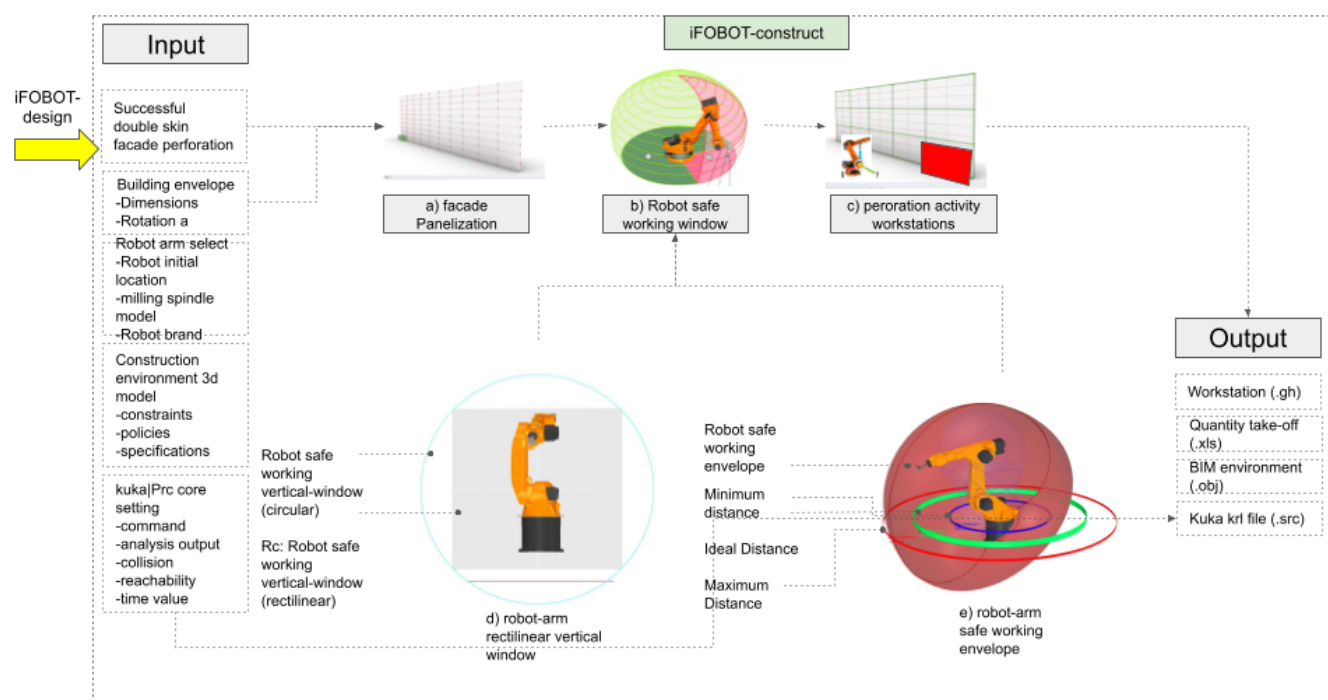 iFOBOT-construct
Input
iFOBOT-
design
Successful
double skin
facade perforation
Building envelope
-Dimensions
-Rotation a
Robot arm select
-Robot initial
location
-milling spindle
model
-Robot brand
Construction
environment 3d
model
-constraints
-policies
-specifications
kuka|Prc core
setting
-command
-analysis output
-collision
-reachability
-time value
a) facade
Panelization
b) Robot safe
working window
c) peroration activity
workstations
Robot safe
working
vertical-window
(circular)
Rc: Robot safe
working
vertical-window
(rectilinear)
d) robot-arm
rectilinear vertical
window
Robot safe
working
envelope
Minimum
distance
Ideal Distance
Maximum
Distance
e) robot-arm
safe working
envelope
Output
Workstation (.gh)
Quantity take-off
(.xls)
BIM environment
(.obj)
Kuka krl file (.src)